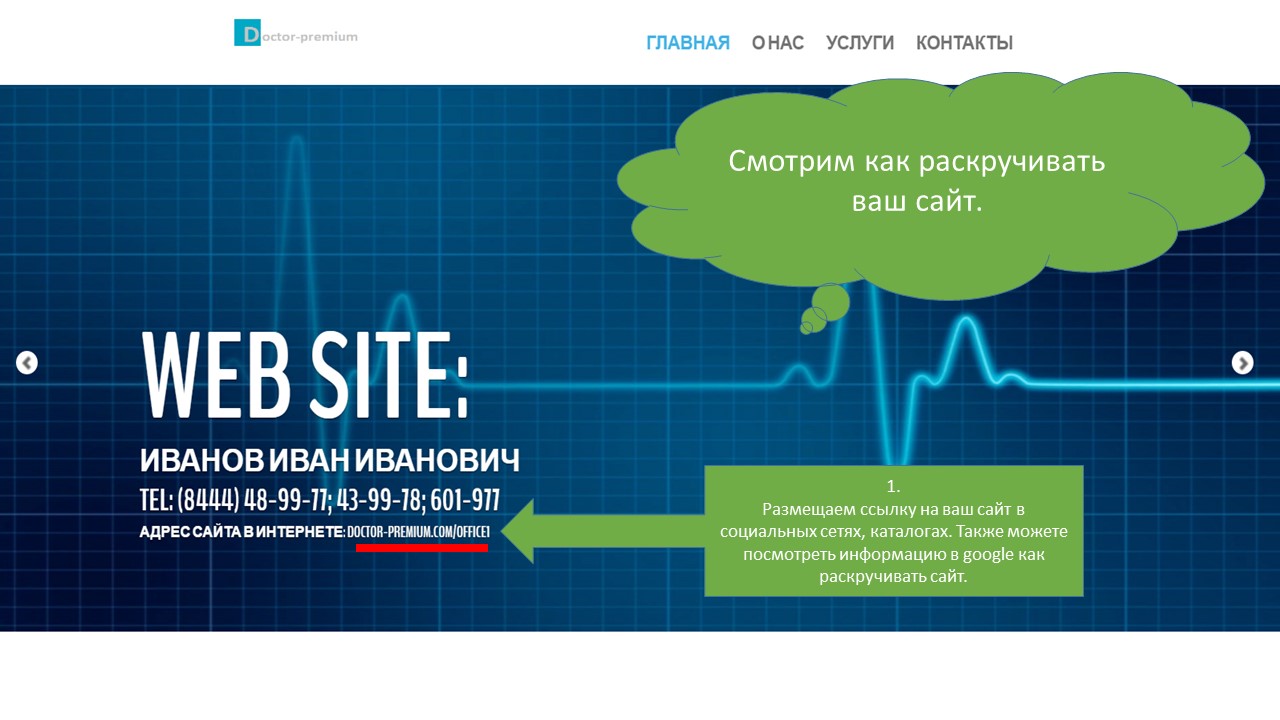 Doctor-premium
ГЛАВНАЯ О НАС УСЛУГИ КОНТАКТЫ
Смотрим как раскручивать
ваш сайт.
WEB SITE:
ИВАНОВ ИВАН ИВАНОВИЧ
TEL: (8444) 48-99-77; 43-99-78; 601-977
АДРЕС САЙТА В ИНТЕРНЕТЕ: DOCTOR-PREMIUM.COM/OFFICE1
1.
Размещаем ссылку на ваш сайт в
социальных сетях, каталогах. Также можете
посмотреть информацию в google как
раскручивать сайт.